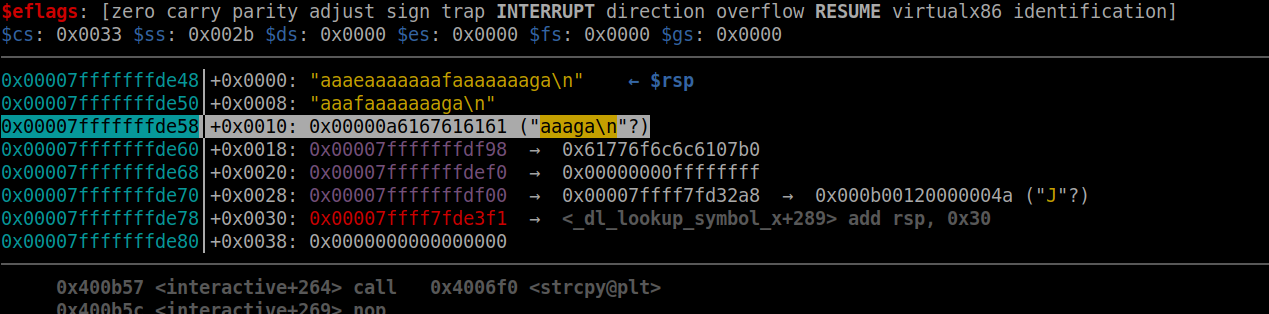 $eflags: [zero carry parity adjust sign trap INTERRUPT direction overflow RESUME virtualx86 identification]
$cs: 0x0033 $ss: 0x002b $ds: 0x0000 $es: 0x0000 $fs: 0x0000 $gs: 0x0000
0x00007fffffffde48│+0x0000: "aaaeaaaaaaafaaaaaaaga\n" ← $rsp
0x00007fffffffde50│+0x0008: "aaafaaaaaaaga\n"
0x00007fffffffde58│+0x0010: 0x00000a6167616161 ("aaaga\n"?)
0x00007fffffffde60│+0x0018: 0x00007fffffffdf98 → 0x61776f6c6c6107b0
0x00007fffffffde68│+0x0020: 0x00007fffffffdef0 → 0x00000000ffffffff
0x00007fffffffde70│+0x0028: 0x00007fffffffdf00 → 0x00007ffff7fd32a8 → 0x000b00120000004a ("J"?)
0x00007fffffffde78│+0x0030: 0x00007ffff7fde3f1 → <_dl_lookup_symbol_x+289> add rsp, 0x30
0x00007fffffffde80│+0x0038: 0x0000000000000000
0x400b57 <interactive+264> call 0x4006f0 <strcpy@plt>
0x400b5c <interactive+269> nop